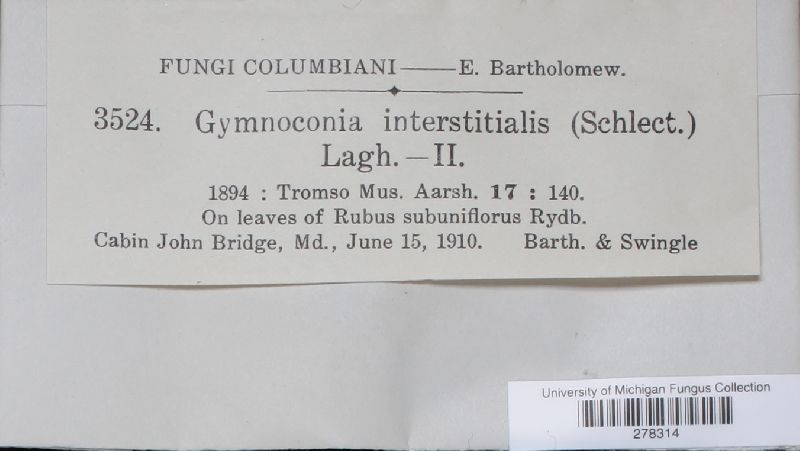 FUNGI COLUMBIANI——E. Bartholomew.
3524. Gymnoconia interstitialis (Schlect.)
Lagh.—II.
1894 : Tromso Mus. Aarsh. 17 : 140.
On leaves of Rubus subuniflorus Rydb.
Cabin John Bridge, Md., June 15, 1910. Barth. & Swingle
University of Michigan Fungus Collection
278314